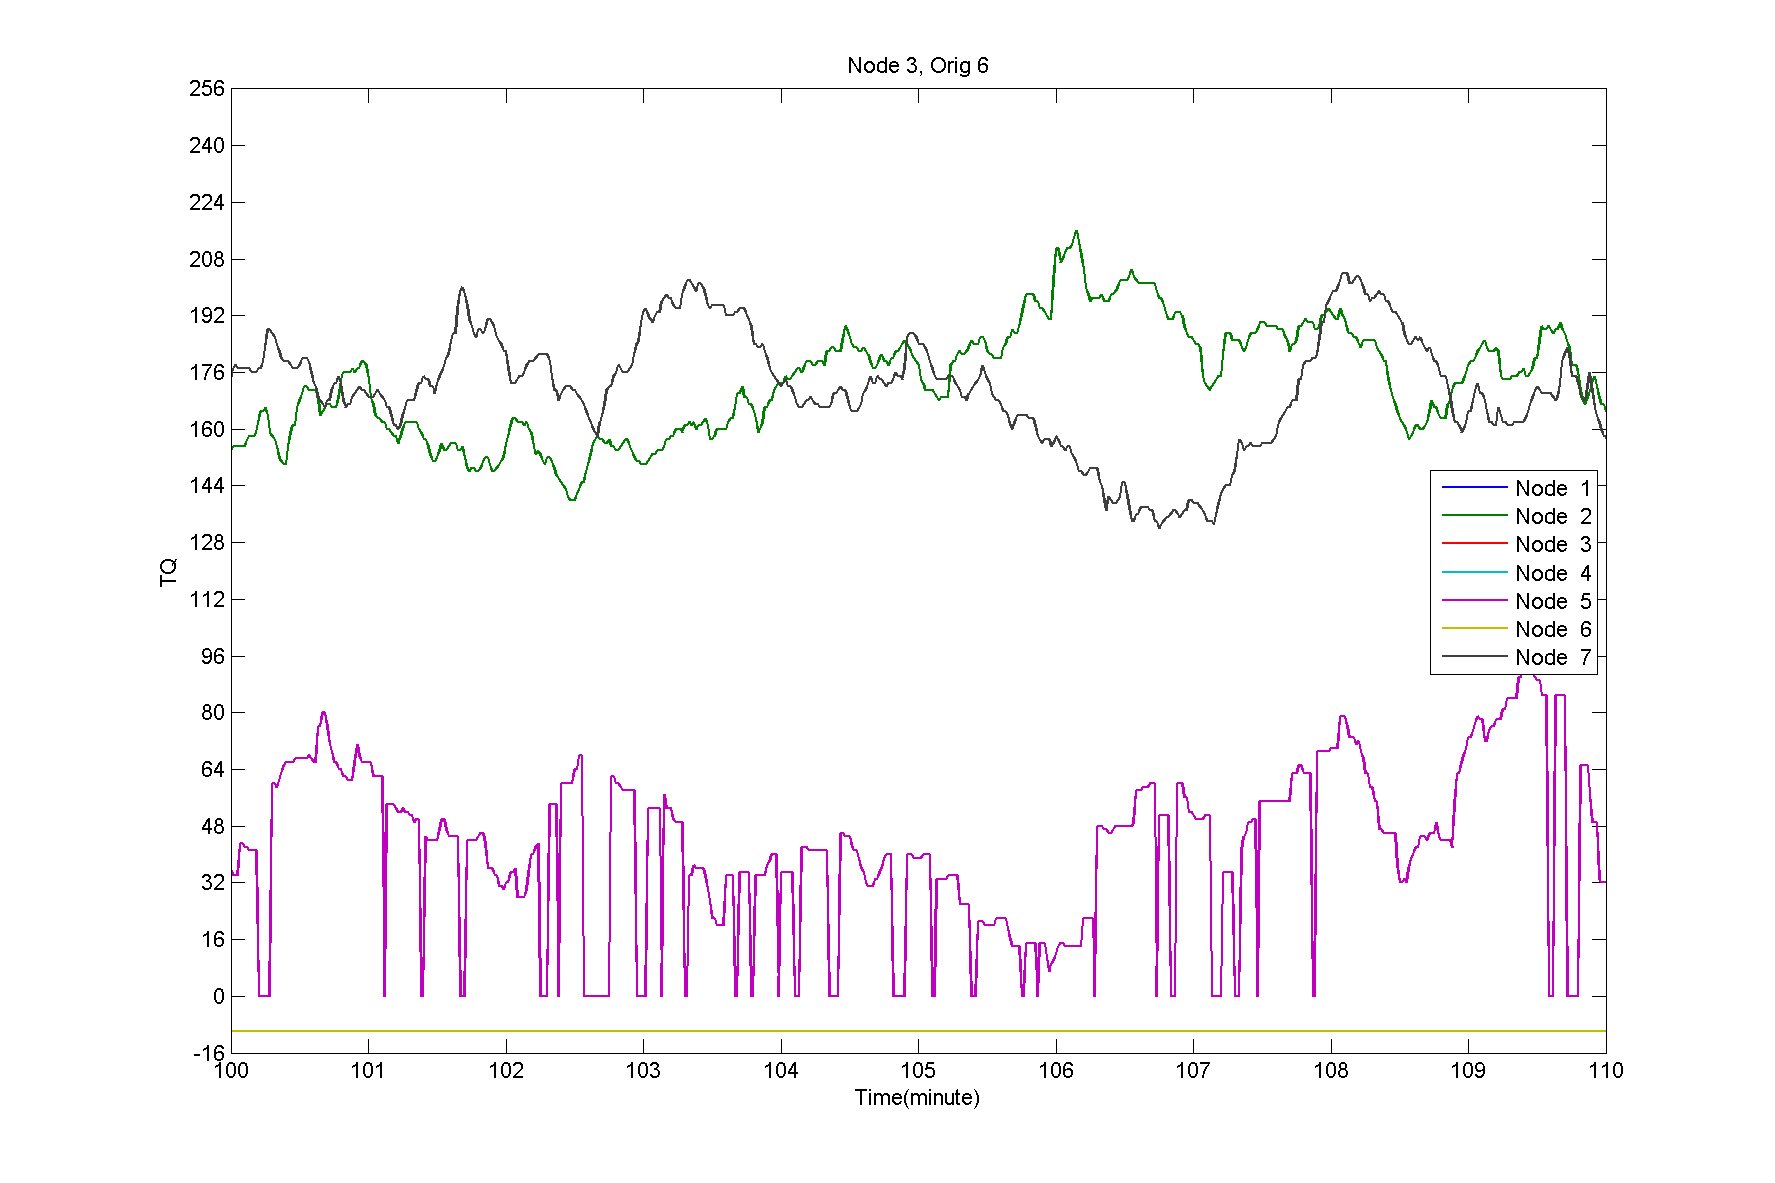 Node 3, Orig 6
256
240
224
208
192
176
160
144
128
112
96
80
64
48
32
16
0
-16
TQ
Node 1
Node 2
Node 3
Node 4
Node 5
Node 6
Node 7
100 101 102 103 104 105 106 107 108 109 110
Time(minute)